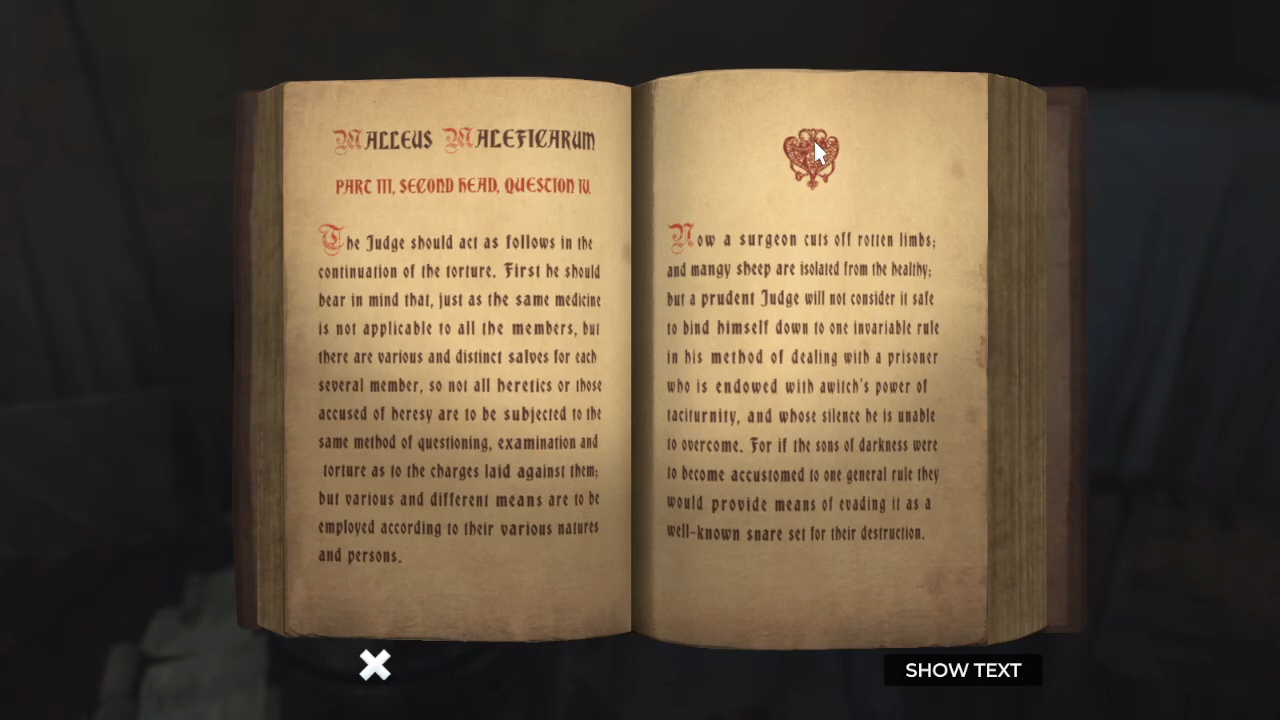 Malleus Maleficarum
Part III, Second Head, Question IV.
The Judge should act as follows in the
continuation of the torture. First he should
bear in mind that, just as the same medicine
is not applicable to all the members, but
there are various and distinct salves for each
several member, so not all heretics or those
accused of heresy are to be subjected to the
same method of questioning, examination and
torture as to the charges laid against them;
but various and different means are to be
employed according to their various natures
and persons.
Now a surgeon cuts off rotten limbs;
and mangy sheep are isolated from the healthy;
but a prudent Judge will not consider it safe
to bind himself down to one invariable rule
in his method of dealing with a prisoner
who is endowed with awitch's power of
taciturnity, and whose silence he is unable
to overcome. For if the sons of darkness were
to become accustomed to one general rule they
would provide means of evading it as a
well-known snare set for their destruction.
SHOW TEXT